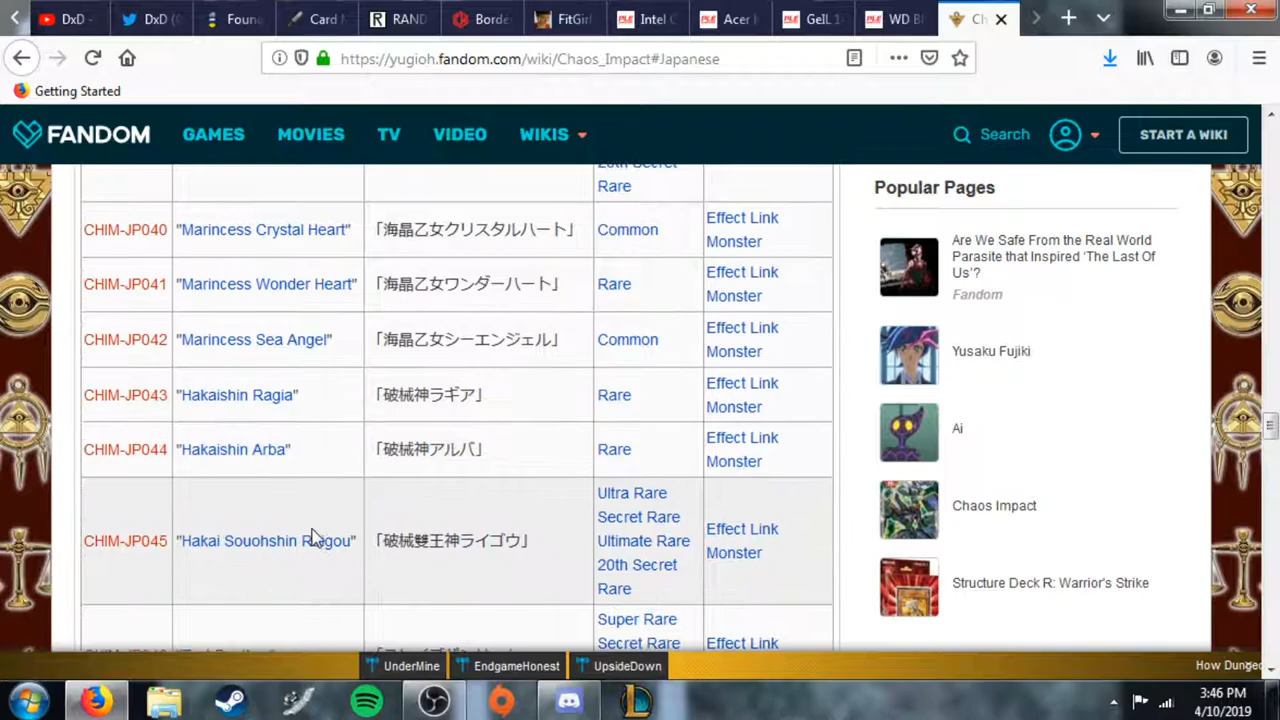 DxD -
DxD (
Found
Card M
RAND
Borde
FitGirl
Intel C
Acer
GeIL 1
WD Bl
Ch
https://yugioh.fandom.com/wiki/Chaos_Impact#Japanese
Getting Started
FANDOM GAMES MOVIES TV VIDEO WIKIS Search START A WIKI
20th Secret
Rare
CHIM-JP040 "Marincess Crystal Heart" 「海晶乙女クリスタルハート」 Common Effect Link
Monster
CHIM-JP041 "Marincess Wonder Heart" 「海晶乙女ワンダーハート」 Rare Effect Link
Monster
CHIM-JP042 "Marincess Sea Angel" 「海晶乙女シーエンジェル」 Common Effect Link
Monster
CHIM-JP043 "Hakaishin Ragia" 「破械神ラギア」 Rare Effect Link
Monster
CHIM-JP044 "Hakaishin Arba" 「破械神アルバ」 Rare Effect Link
Monster
CHIM-JP045 "Hakai Souohshin Raigou" 「破械雙王神ライゴウ」 Ultra Rare
Secret Rare
Ultimate Rare
20th Secret
Rare
Effect Link
Monster
Super Rare
Secret Rare
Effect Link
Popular Pages
Are We Safe From the Real World
Parasite that Inspired ‘The Last Of
Us’?
Fandom
Yusaku Fujiki
Ai
Chaos Impact
Structure Deck R: Warrior's Strike
UnderMine
EndgameHonest
UpsideDown
How Dunge
3:46 PM
4/10/2019